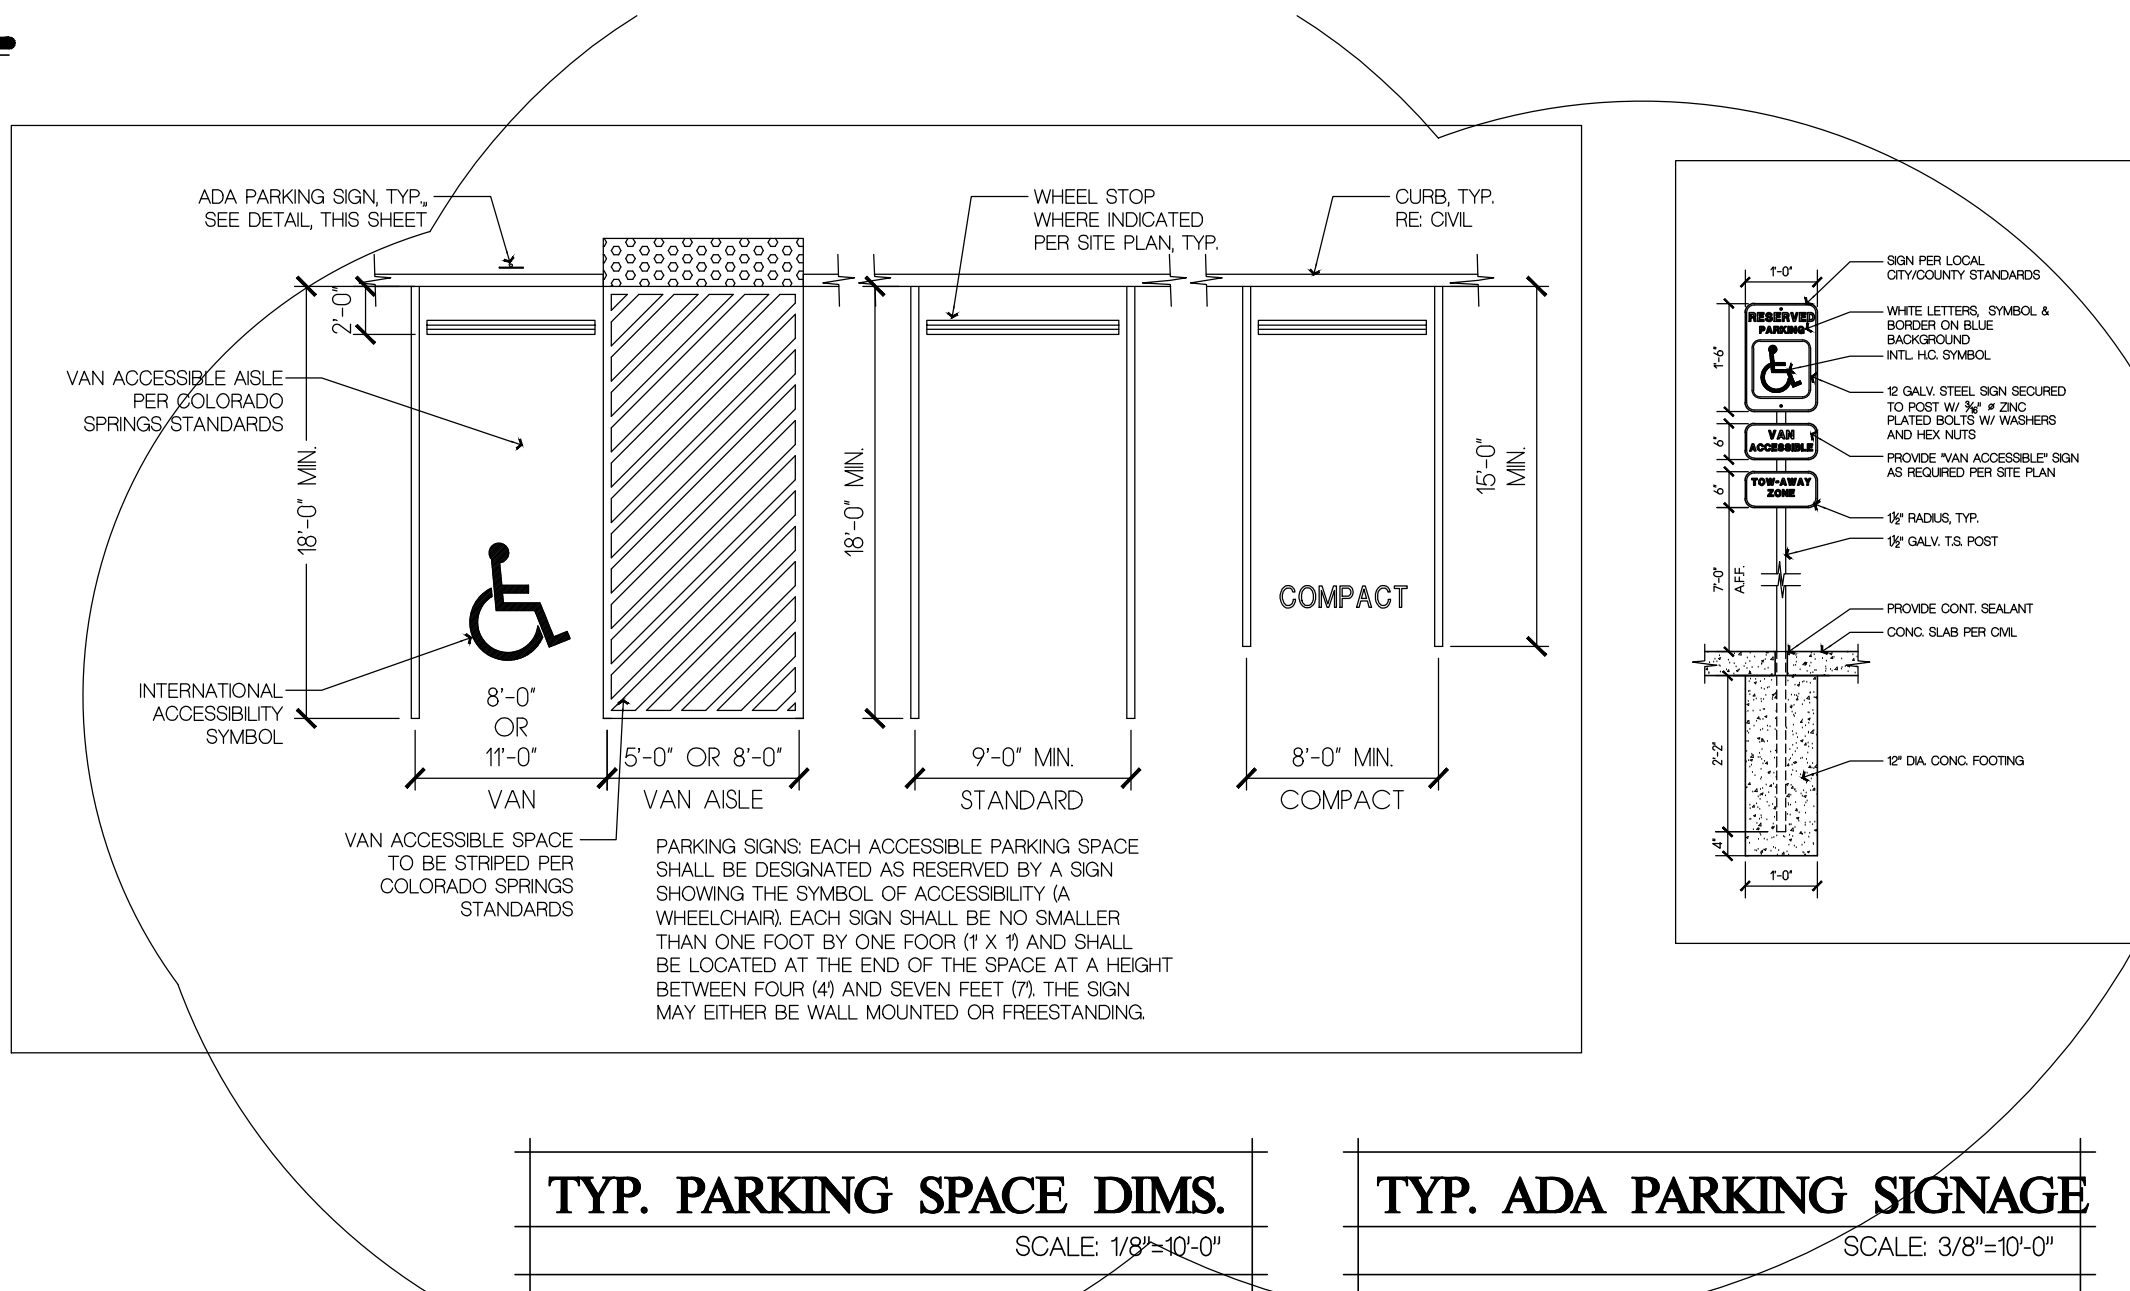 ADA PARKING SIGN, TYP.,,
SEE DETAIL, THIS SHEET
WHEEL STOP
WHERE INDICATED
PER SITE PLAN, TYP.
CURB, TYP.
RE: CIVIL
2'-0"
18'-0" MIN.
VAN ACCESSIBLE AISLE
PER COLORADO
SPRINGS STANDARDS
INTERNATIONAL
ACCESSIBILITY
SYMBOL
8'-0"
OR
11'-0"
VAN
5'-0" OR 8'-0"
VAN AISLE
18'-0" MIN.
9'-0" MIN.
STANDARD
COMPACT
15'-0"
MIN.
8'-0" MIN.
COMPACT
VAN ACCESSIBLE SPACE
TO BE STRIPED PER
COLORADO SPRINGS
STANDARDS
PARKING SIGNS: EACH ACCESSIBLE PARKING SPACE
SHALL BE DESIGNATED AS RESERVED BY A SIGN
SHOWING THE SYMBOL OF ACCESSIBILITY (A
WHEELCHAIR). EACH SIGN SHALL BE NO SMALLER
THAN ONE FOOT BY ONE FOOR (1' X 1') AND SHALL
BE LOCATED AT THE END OF THE SPACE AT A HEIGHT
BETWEEN FOUR (4') AND SEVEN FEET (7'). THE SIGN
MAY EITHER BE WALL MOUNTED OR FREESTANDING.
1'-0"
1'-6"
6"
6"
7'-0"
A.F.F.
2'-2"
4"
1'-0"
RESERVED
PARKING
VAN
ACCESSIBLE
TOW-AWAY
ZONE
SIGN PER LOCAL
CITY/COUNTY STANDARDS
WHITE LETTERS, SYMBOL &
BORDER ON BLUE
BACKGROUND
INTL. H.C. SYMBOL
12 GALV. STEEL SIGN SECURED
TO POST W/ 3/16" ø ZINC
PLATED BOLTS W/ WASHERS
AND HEX NUTS
PROVIDE "VAN ACCESSIBLE" SIGN
AS REQUIRED PER SITE PLAN
1½" RADIUS, TYP.
1½" GALV. T.S. POST
PROVIDE CONT. SEALANT
CONC. SLAB PER CIVIL
12" DIA. CONC. FOOTING
TYP. PARKING SPACE DIMS.
SCALE: 1/8"=10'-0"
TYP. ADA PARKING SIGNAGE
SCALE: 3/8"=10'-0"